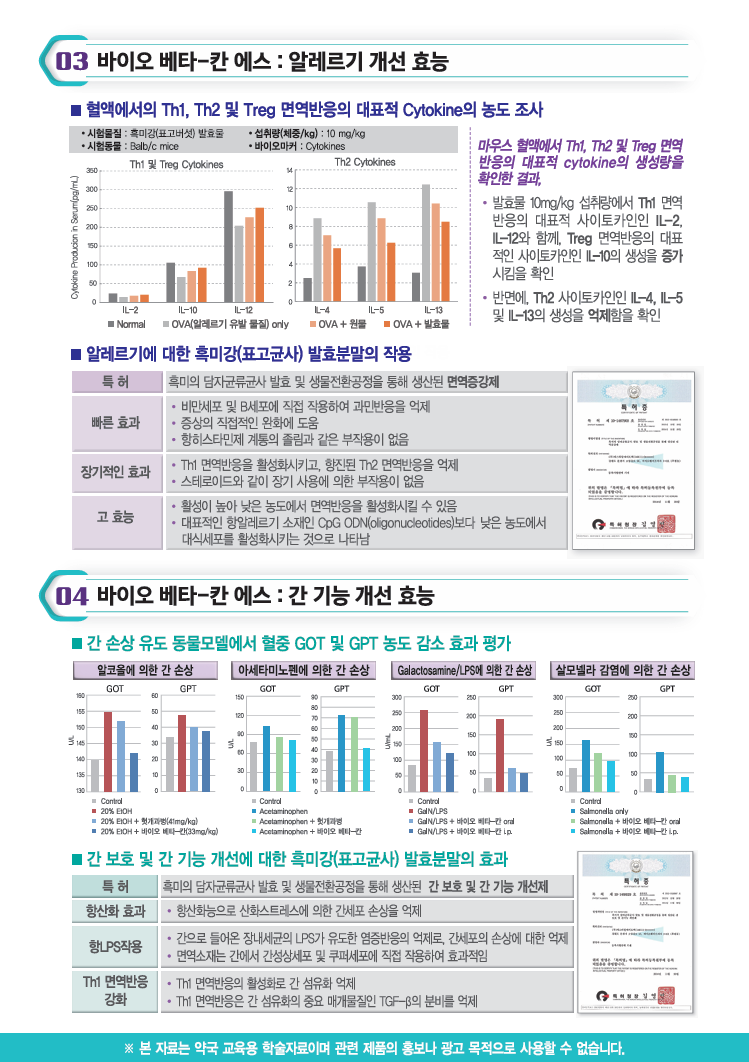 03 바이오 베타-칸 에스 : 알레르기 개선 효능
■ 혈액에서의 Th1, Th2 및 Treg 면역반응의 대표적 Cytokine의 농도 조사
• 시험물질 : 흑미강(표고버섯) 발효물 • 섭취량(체중/kg) : 10 mg/kg
• 시험동물 : Balb/c mice • 바이오마커 : Cytokines
Th1 및 Treg Cytokines
Cytokine Producion in Serum(pg/mL)
350
300
250
200
150
100
50
0
IL-2 IL-10 IL-12
Th2 Cytokines
14
12
10
8
6
4
2
0
IL-4 IL-5 IL-13
■ Normal ■ OVA(알레르기 유발 물질) only ■ OVA + 원물 ■ OVA + 발효물
마우스 혈액에서 Th1, Th2 및 Treg 면역
반응의 대표적 cytokine의 생성량을
확인한 결과,
• 발효물 10mg/kg 섭취량에서 Th1 면역
반응의 대표적 사이토카인인 IL-2,
IL-12와 함께, Treg 면역반응의 대표
적인 사이토카인인 IL-10의 생성을 증가
시킴을 확인
• 반면에, Th2 사이토카인인 IL-4, IL-5
및 IL-13의 생성을 억제함을 확인
■ 알레르기에 대한 흑미강(표고균사) 발효분말의 작용
특 허 흑미의 담자균류균사 발효 및 생물전환공정을 통해 생산된 면역증강제
빠른 효과
• 비만세포 및 B세포에 직접 작용하여 과민반응을 억제
• 증상의 직접적인 완화에 도움
• 항히스타민제 계통의 졸림과 같은 부작용이 없음
장기적인 효과
• Th1 면역반응을 활성화시키고, 항진된 Th2 면역반응을 억제
• 스테로이드와 같이 장기 사용에 의한 부작용이 없음
고 효능
• 활성이 높아 낮은 농도에서 면역반응을 활성화시킬 수 있음
• 대표적인 항알레르기 소재인 CpG ODN(oligonucleotides)보다 낮은 농도에서
대식세포를 활성화시키는 것으로 나타남
특 허 증
특 허 청 장
04 바이오 베타-칸 에스 : 간 기능 개선 효능
■ 간 손상 유도 동물모델에서 혈중 GOT 및 GPT 농도 감소 효과 평가
알코올에 의한 간 손상
GOT GPT
U/L
160
155
150
145
140
135
130
60
50
40
30
20
10
0
■ Control
■ 20% EtOH
■ 20% EtOH + 헛개과병(41mg/kg)
■ 20% EtOH + 바이오 베타-칸(33mg/kg)
아세타미노펜에 의한 간 손상
GOT GPT
U/L
150
120
90
60
30
0
90
80
70
60
50
40
30
20
10
0
■ Control
■ Acetaminophen
■ Acetaminophen + 헛개과병
■ Acetaminophen + 바이오 베타-칸
Galactosamine/LPS에 의한 간 손상
GOT GPT
U/mL
300
250
200
150
100
50
0
250
200
150
100
50
0
■ Control
■ GalN/LPS
■ GalN/LPS + 바이오 베타-칸 oral
■ GalN/LPS + 바이오 베타-칸 i.p.
살모넬라 감염에 의한 간 손상
GOT GPT
U/L
300
250
200
150
100
50
0
250
200
150
100
50
0
■ Control
■ Salmonella only
■ Salmonella + 바이오 베타-칸 oral
■ Salmonella + 바이오 베타-칸 i.p.
■ 간 보호 및 간 기능 개선에 대한 흑미강(표고균사) 발효분말의 효과
특 허 흑미의 담자균류균사 발효 및 생물전환공정을 통해 생산된 간 보호 및 간 기능 개선제
항산화 효과 • 항산화능으로 산화스트레스에 의한 간세포 손상을 억제
항LPS작용
• 간으로 들어온 장내세균의 LPS가 유도한 염증반응의 억제로, 간세포의 손상에 대한 억제
• 면역소재는 간에서 간성상세포 및 쿠퍼세포에 직접 작용하여 효과적임
Th1 면역반응
강화
• Th1 면역반응의 활성화로 간 섬유화 억제
• Th1 면역반응은 간 섬유화의 중요 매개물질인 TGF-β의 분비를 억제
특 허 증
특 허 청 장
※ 본 자료는 약국 교육용 학술자료이며 관련 제품의 홍보나 광고 목적으로 사용할 수 없습니다.